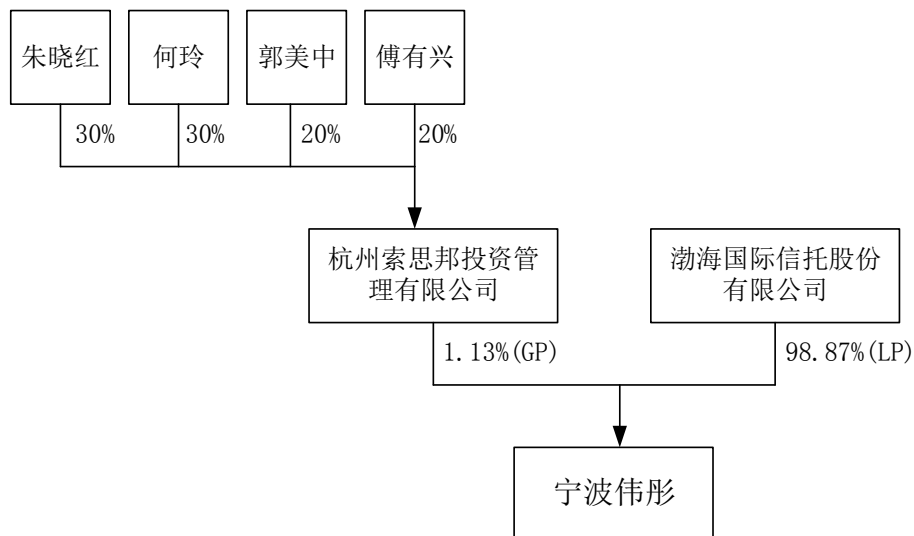 朱晓红
何玲
郭美中
傅有兴
30%
30%
20%
20%
杭州索思邦投资管
理有限公司
渤海国际信托股份
有限公司
1.13%(GP)
98.87%(LP)
宁波伟彤